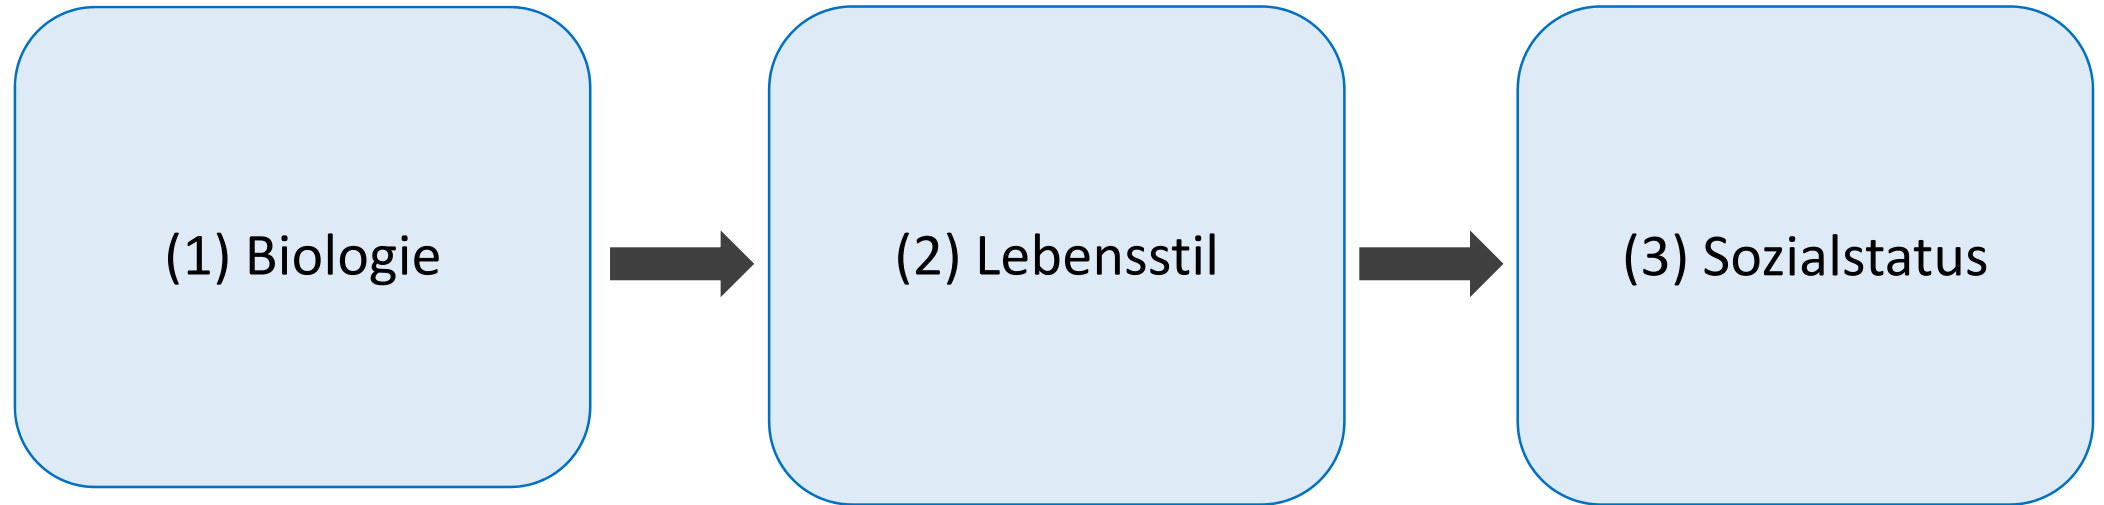 (1) Biologie
(2) Lebensstil
(3) Sozialstatus